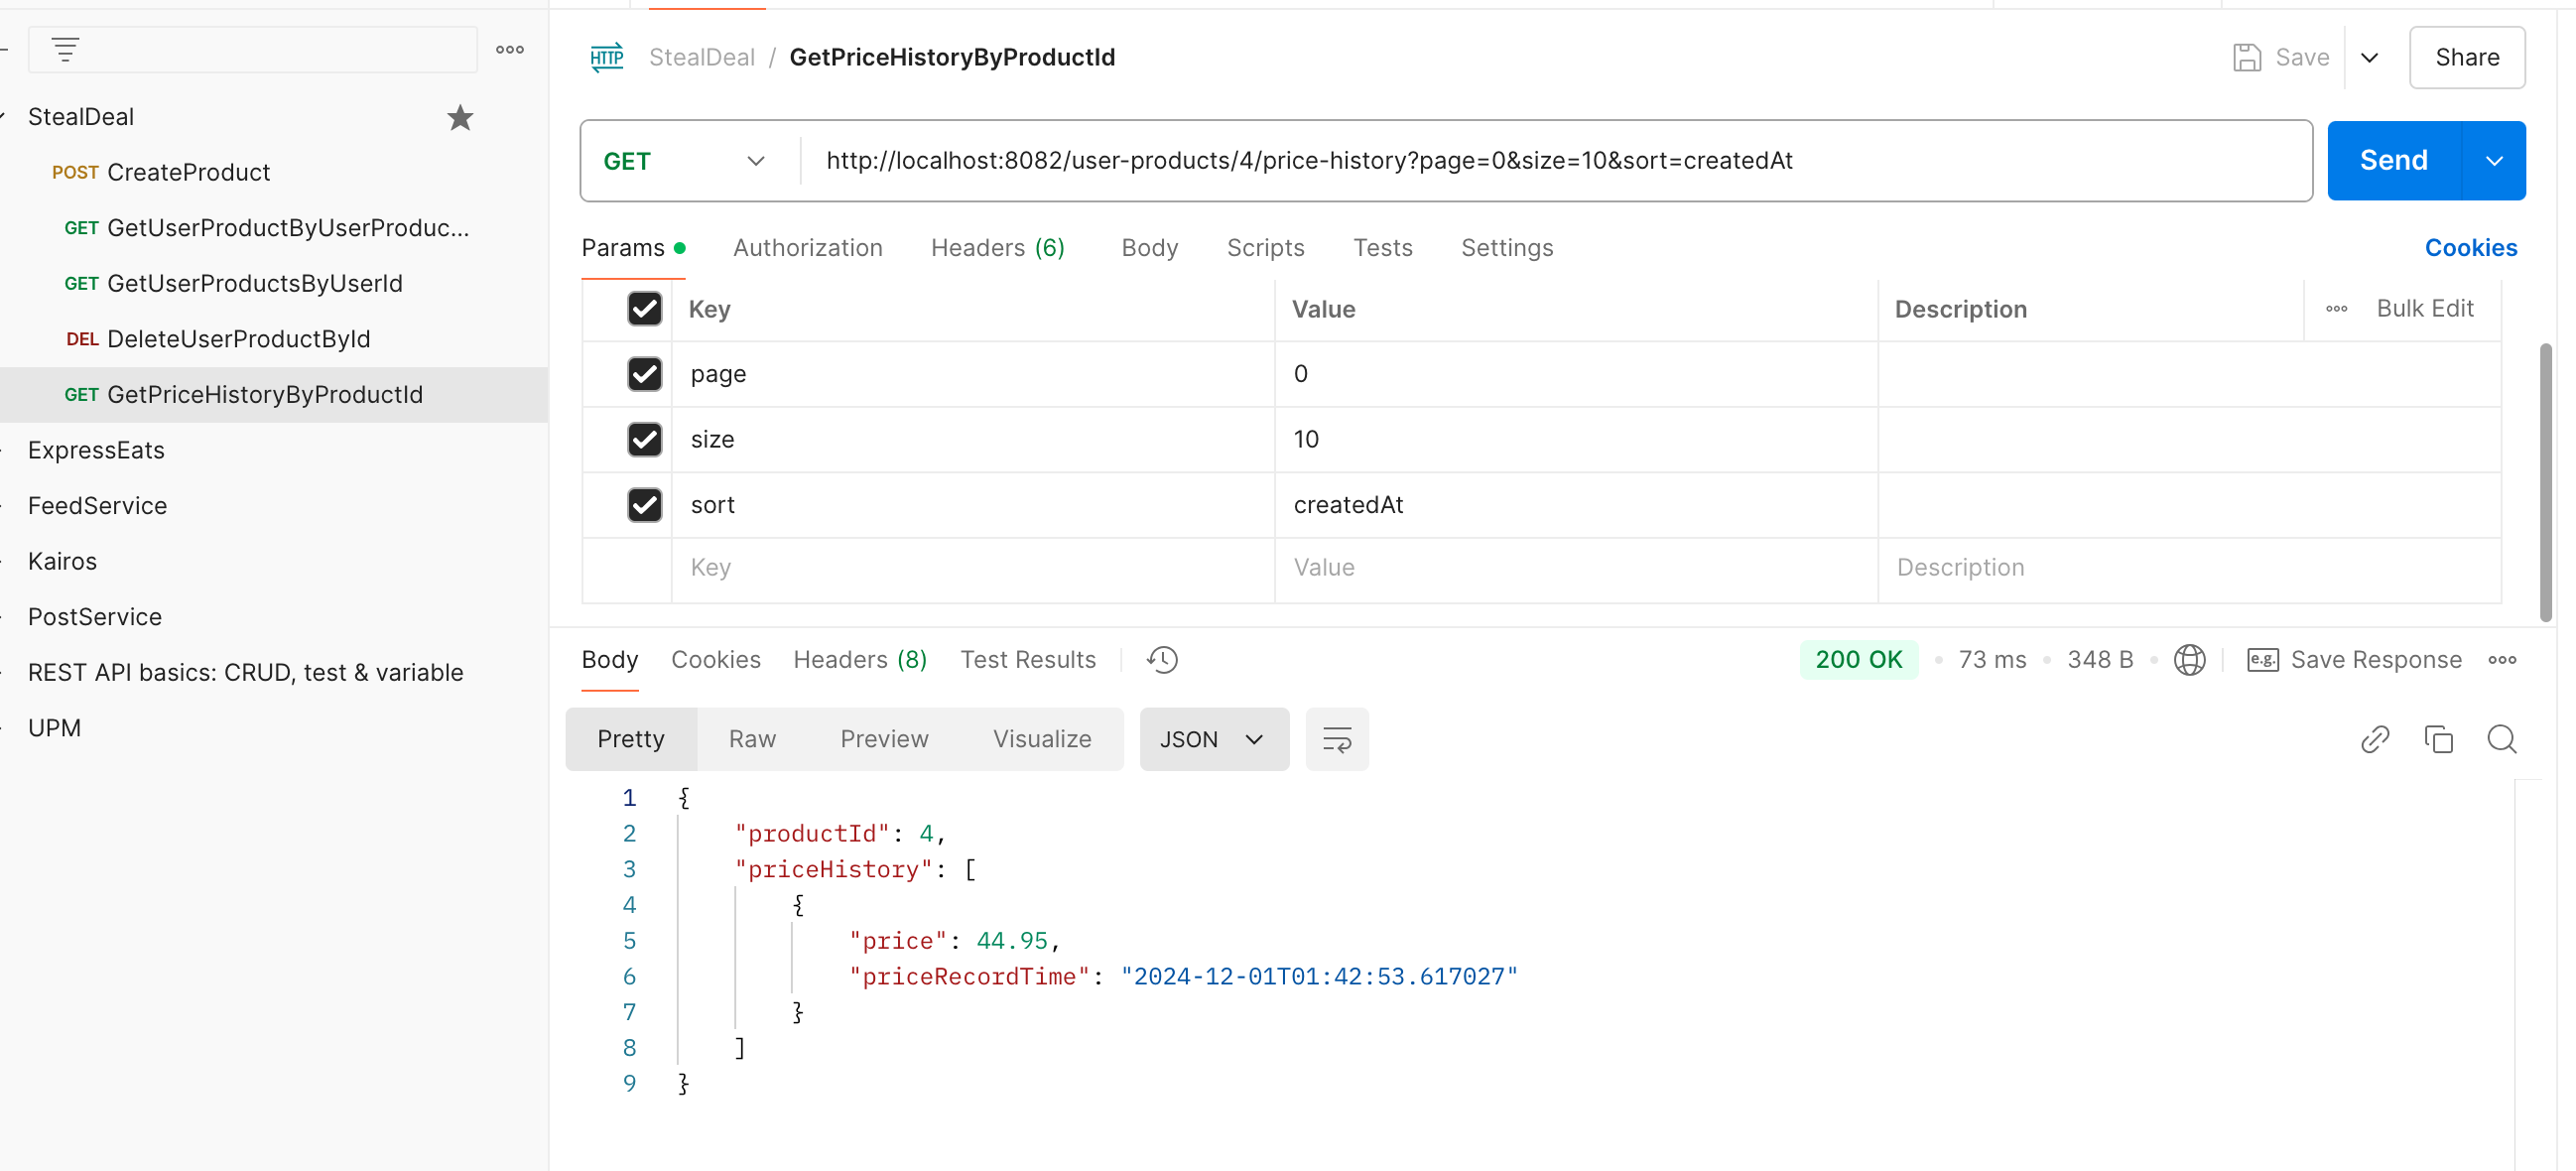 StealDeal
POST CreateProduct
GET GetUserProductByUserProduc...
GET GetUserProductsByUserId
DEL DeleteUserProductById
GET GetPriceHistoryByProductId
ExpressEats
FeedService
Kairos
PostService
REST API basics: CRUD, test & variable
UPM
HTTP StealDeal / GetPriceHistoryByProductId
Save
Share
GET http://localhost:8082/user-products/4/price-history?page=0&size=10&sort=createdAt
Send
Params Authorization Headers (6) Body Scripts Tests Settings Cookies
Key Value Description Bulk Edit
page 0
size 10
sort createdAt
Key Value Description
Body Cookies Headers (8) Test Results 200 OK 73 ms 348 B e.g. Save Response
Pretty Raw Preview Visualize JSON
1 {
2 "productId": 4,
3 "priceHistory": [
4 {
5 "price": 44.95,
6 "priceRecordTime": "2024-12-01T01:42:53.617027"
7 }
8 ]
9 }